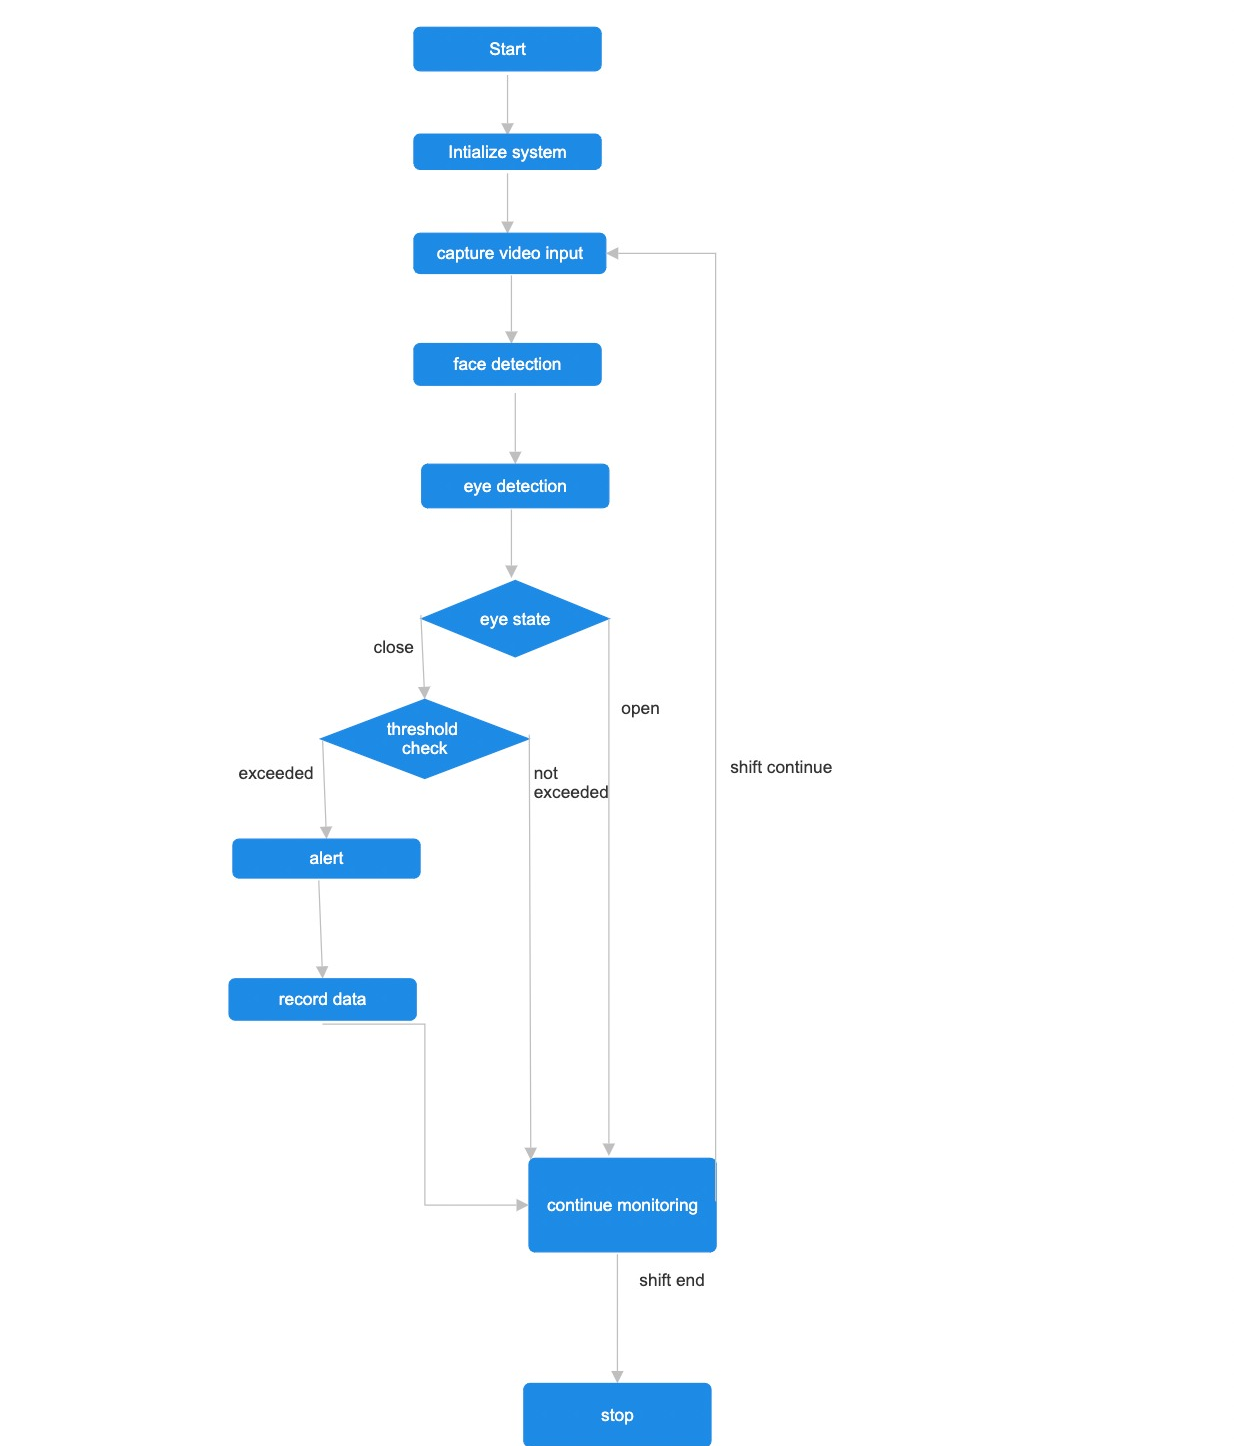 Start
Intialize system
capture video input
face detection
eye detection
eye state
close
open
threshold
check
exceeded
not
exceeded
shift continue
alert
record data
continue monitoring
shift end
stop